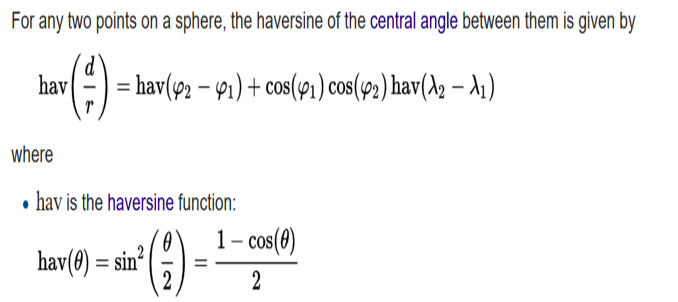 For any two points on a sphere, the haversine of the central angle between them is given by
hav(d/r) = hav(φ₂ − φ₁) + cos(φ₁) cos(φ₂) hav(λ₂ − λ₁)
where
• hav is the haversine function:
hav(θ) = sin²(θ/2) = (1 − cos(θ))/2